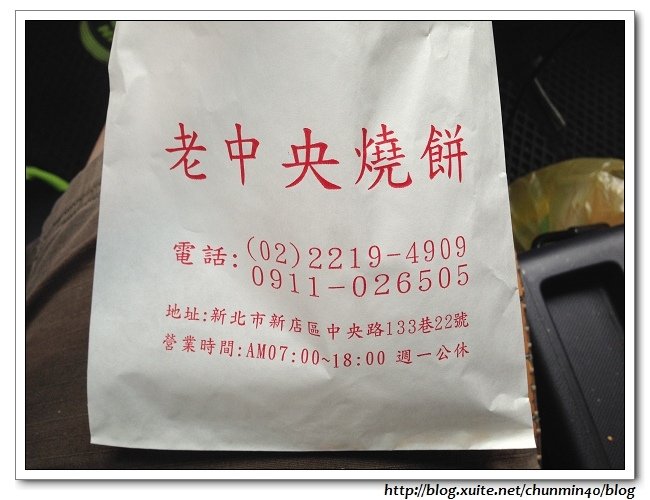 老中央燒餅
電話:(02)2219-4909
0911-026505
地址:新北市新店區中央路133巷22號
營業時間:AM07:00~18:00 週一公休
http://blog.xuite.net/chunmin40/blog